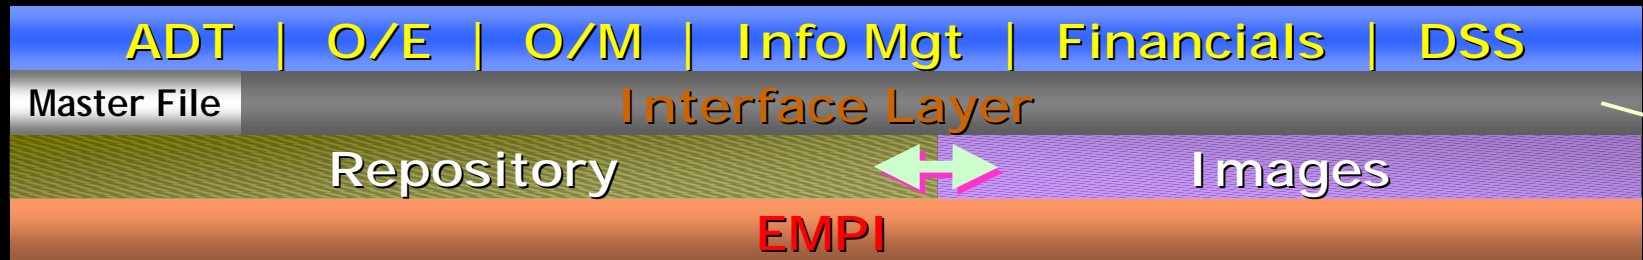 ADT | O/E | O/M | Info Mgt | Financials | DSS
Master File Interface Layer
Repository Images
EMPI